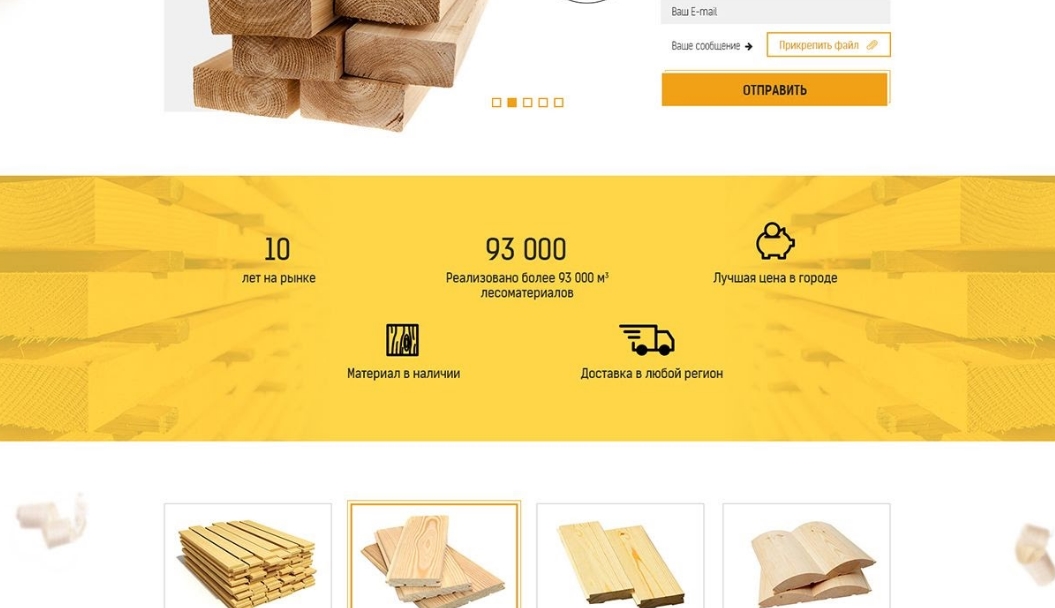 Ваш E-mail
Ваше сообщение
Прикрепить файл
ОТПРАВИТЬ
10
93 000
лет на рынке
Реализовано более 93 000 м³
лесоматериалов
Лучшая цена в городе
Материал в наличии
Доставка в любой регион